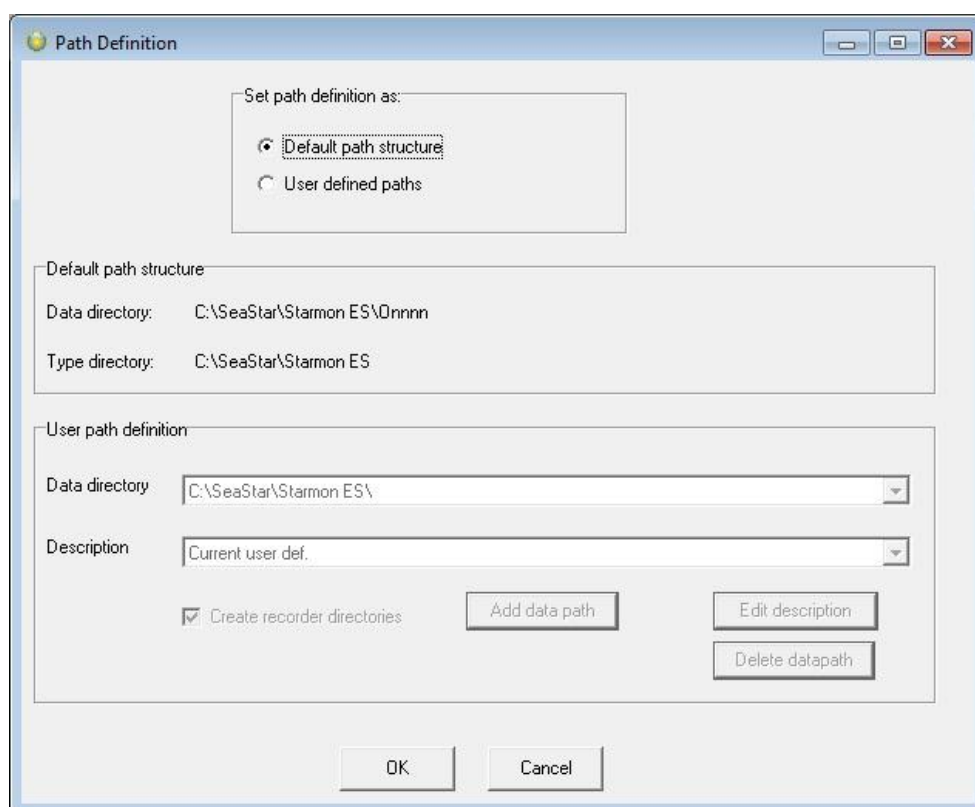 Path Definition
Set path definition as:
Default path structure
User defined paths
Default path structure
Data directory: C:\SeaStar\Starmon ES\Onnnn
Type directory: C:\SeaStar\Starmon ES
User path definition
Data directory C:\SeaStar\Starmon ES\
Description Current user def.
Create recorder directories Add data path Edit description
Delete datapath
OK Cancel